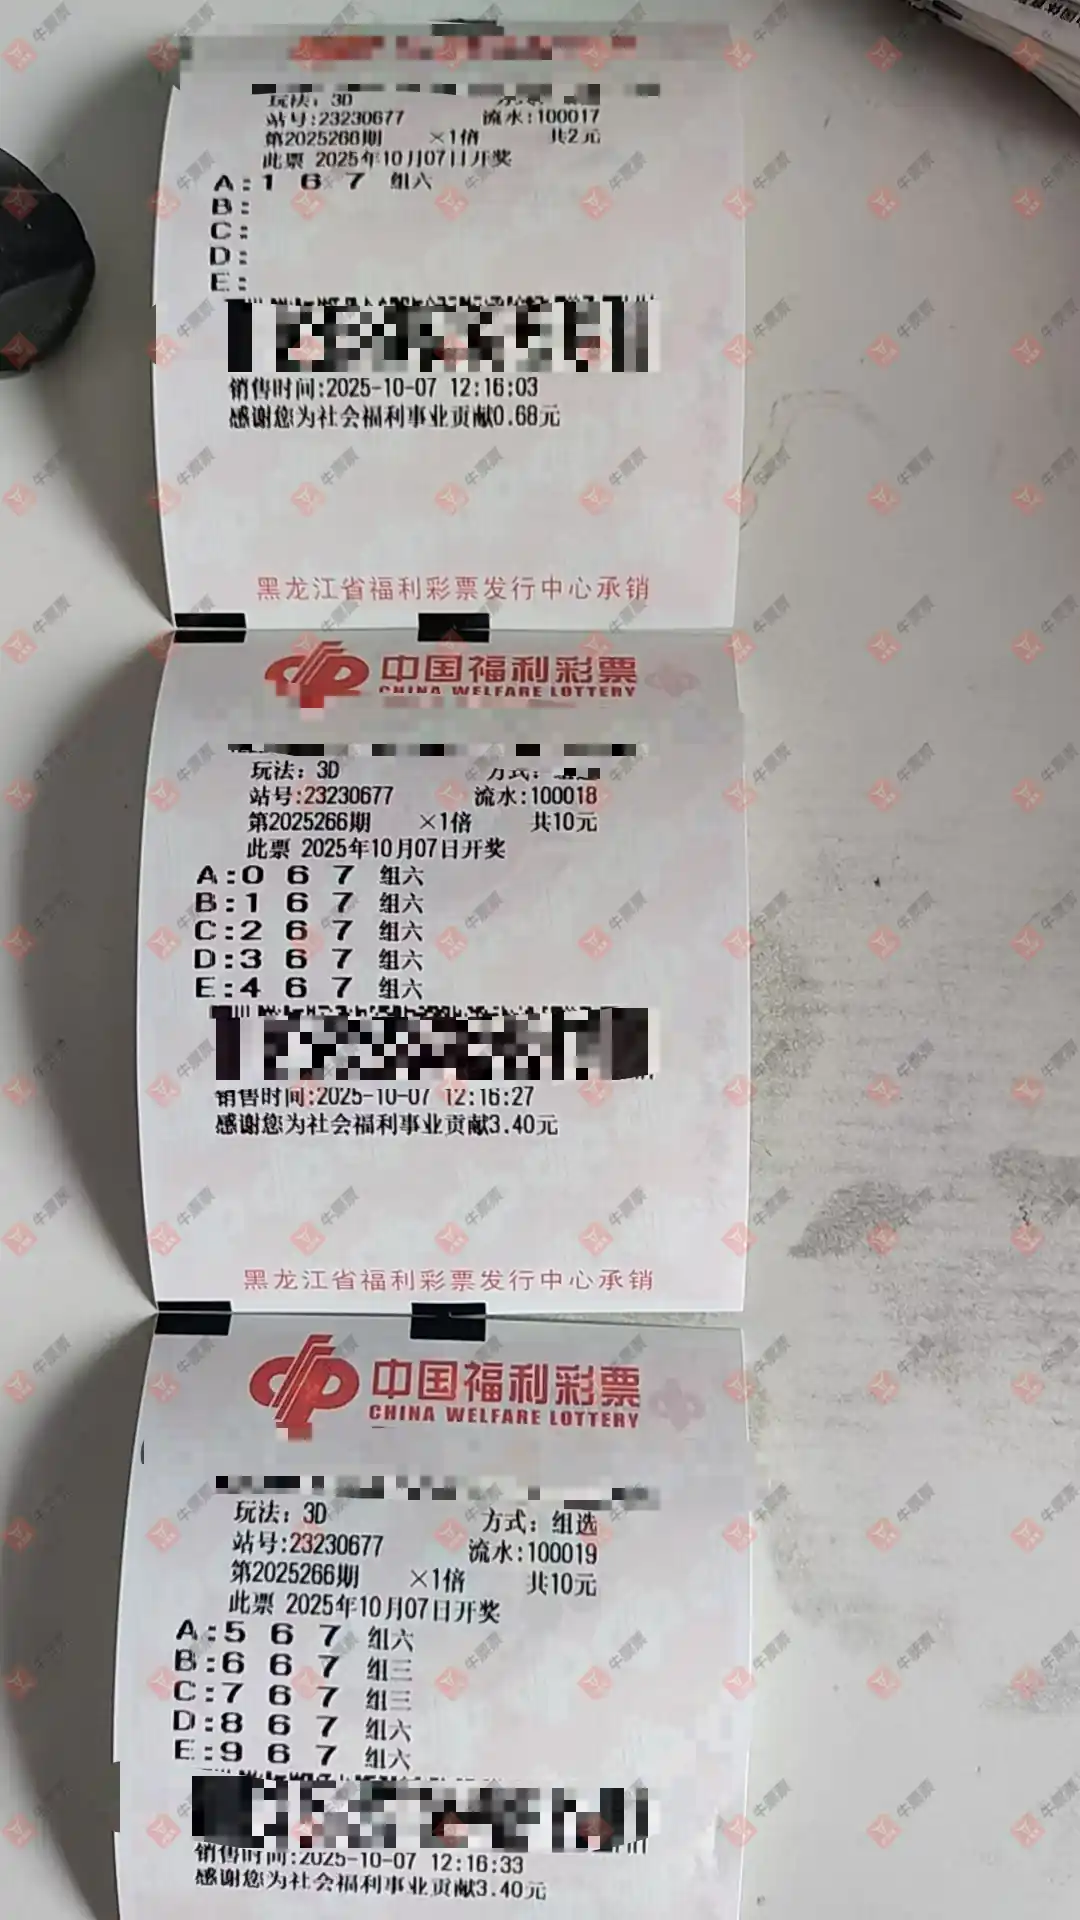 玩法: 3D
站号:23230677 流水:100017
第2025266期 ×1倍 共2元
此票 2025年10月07日开奖
A:1 6 7 组六
B:
C:
D:
E:
销售时间:2025-10-07 12:16:03
感谢您为社会福利事业贡献0.68元
黑龙江省福利彩票发行中心承销
中国福利彩票
CHINA WELFARE LOTTERY
玩法: 3D 方式: 组选
站号:23230677 流水:100018
第2025266期 ×1倍 共10元
此票 2025年10月07日开奖
A:0 6 7 组六
B:1 6 7 组六
C:2 6 7 组六
D:3 6 7 组六
E:4 6 7 组六
销售时间:2025-10-07 12:16:27
感谢您为社会福利事业贡献3.40元
黑龙江省福利彩票发行中心承销
中国福利彩票
CHINA WELFARE LOTTERY
玩法: 3D 方式: 组选
站号:23230677 流水:100019
第2025266期 ×1倍 共10元
此票 2025年10月07日开奖
A:5 6 7 组六
B:6 6 7 组三
C:7 6 7 组三
D:8 6 7 组六
E:9 6 7 组六
销售时间:2025-10-07 12:16:33
感谢您为社会福利事业贡献3.40元
牛票票